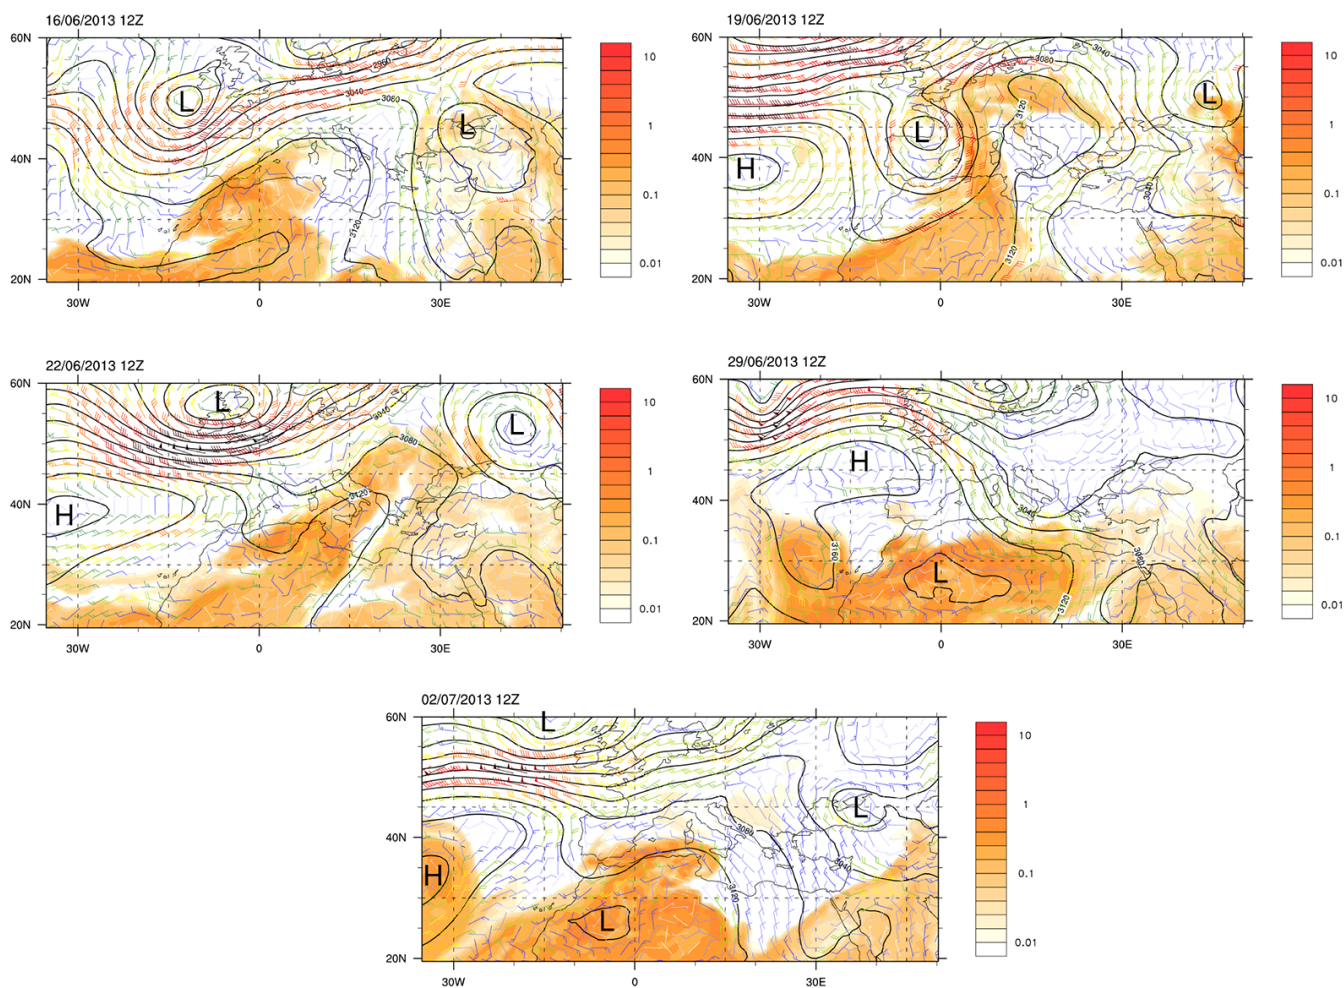 16/06/2013 12Z
60N
40N
20N
30W 0 30E
L
L
2960
3040
3080
3120
10
1
0.1
0.01
19/06/2013 12Z
60N
40N
20N
30W 0 30E
H
L
L
3040
3080
3120
3040
3120
10
1
0.1
0.01
22/06/2013 12Z
60N
40N
20N
30W 0 30E
L
L
H
3040
3080
3120
10
1
0.1
0.01
29/06/2013 12Z
60N
40N
20N
30W 0 30E
H
L
3160
3040
3080
3120
10
1
0.1
0.01
02/07/2013 12Z
60N
40N
20N
30W 0 30E
L
L
H
L
3080
3040
3120
10
1
0.1
0.01